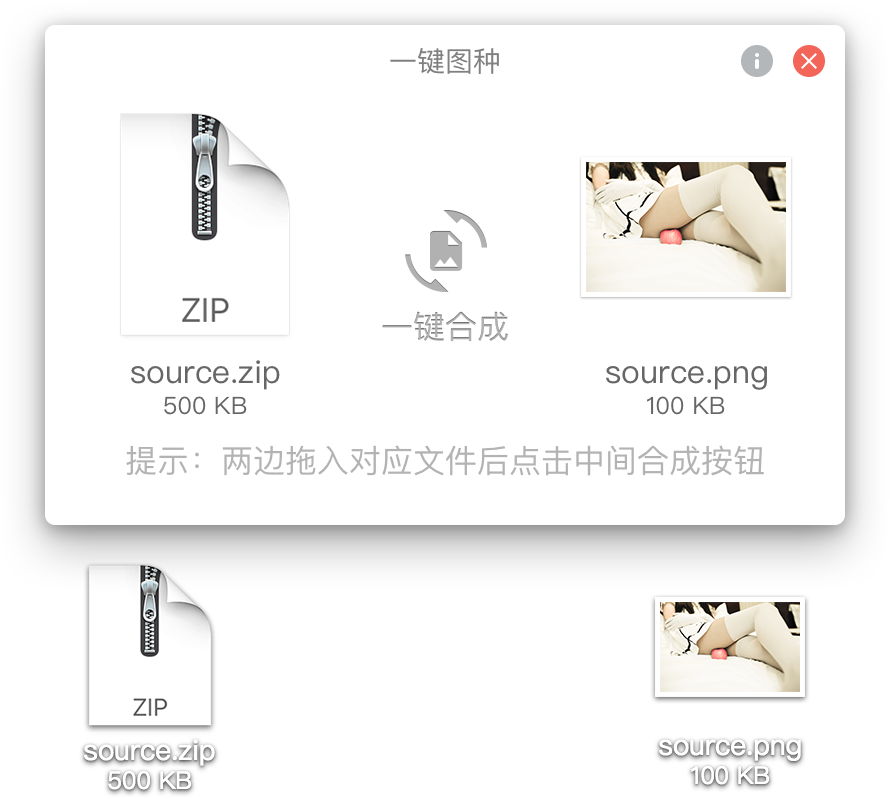 一键图种
ZIP
一键合成
source.zip
500 KB
source.png
100 KB
提示：两边拖入对应文件后点击中间合成按钮
ZIP
source.zip
500 KB
source.png
100 KB